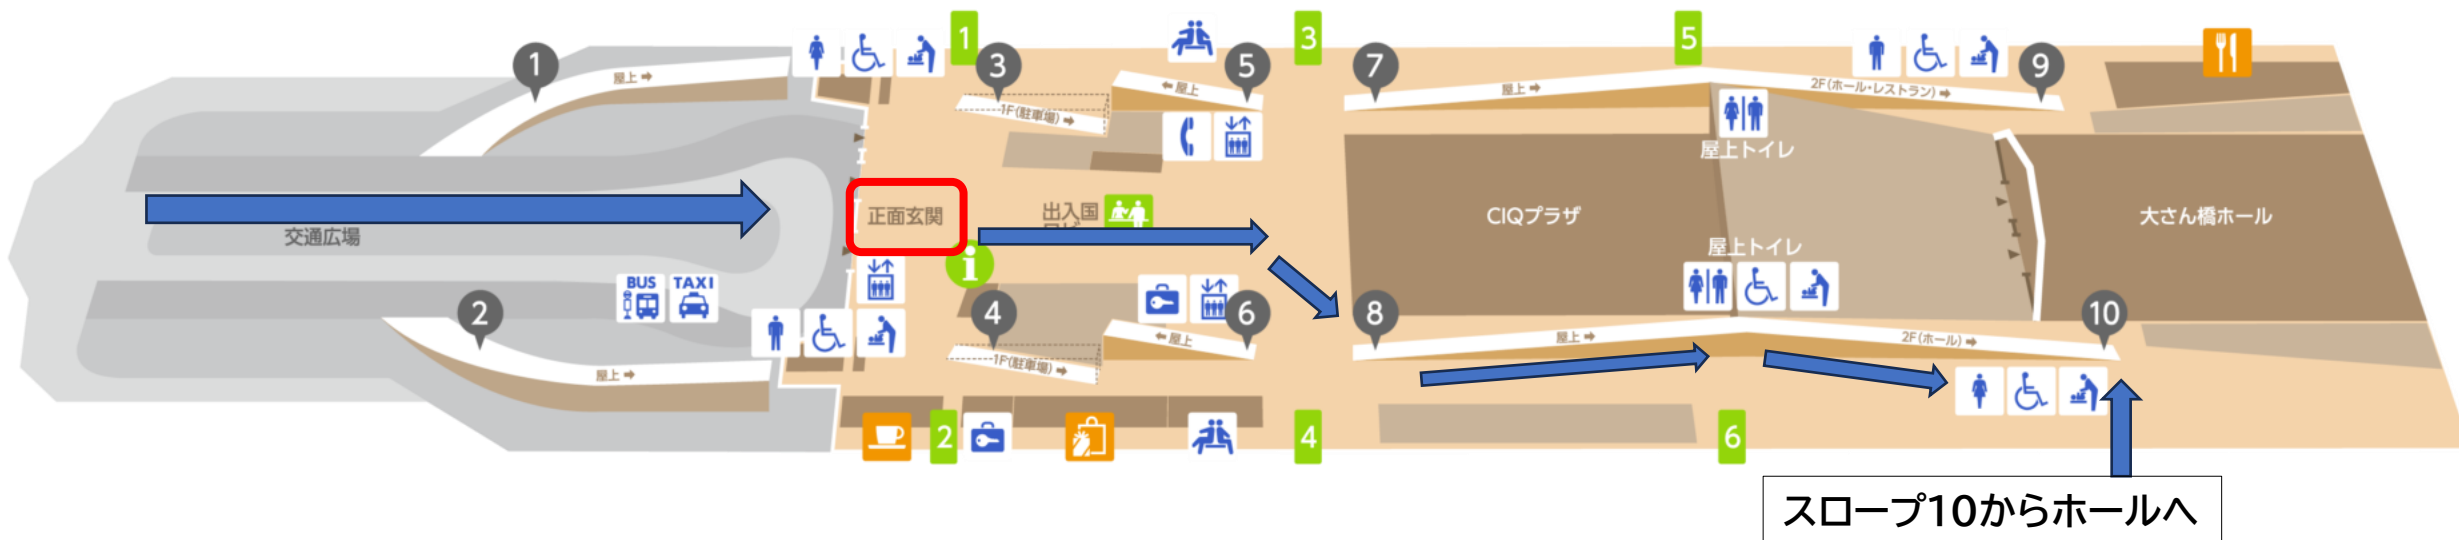 1
3
5
1
3
5
7
9
屋上➡
⬅屋上
1F(駐車場)➡
屋上➡
2F(ホール・レストラン)➡
屋上トイレ
正面玄関
出入国
CIQプラザ
大さん橋ホール
交通広場
屋上トイレ
i
BUS
TAXI
2
4
6
8
10
屋上➡
1F(駐車場)➡
⬅屋上
屋上➡
2F(ホール)➡
2
4
6
スロープ10からホールへ